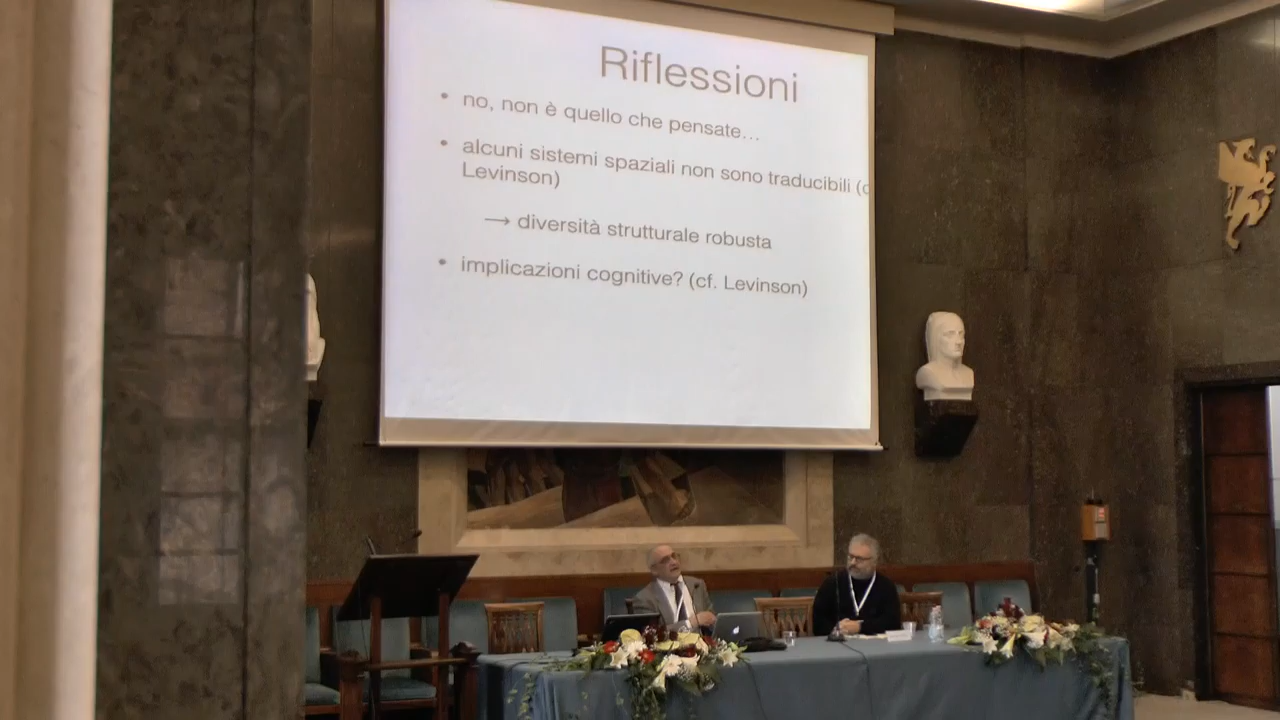 Riflessioni
• no, non è quello che pensate…
• alcuni sistemi spaziali non sono traducibili
Levinson)
→ diversità strutturale robusta
• implicazioni cognitive? (cf. Levinson)